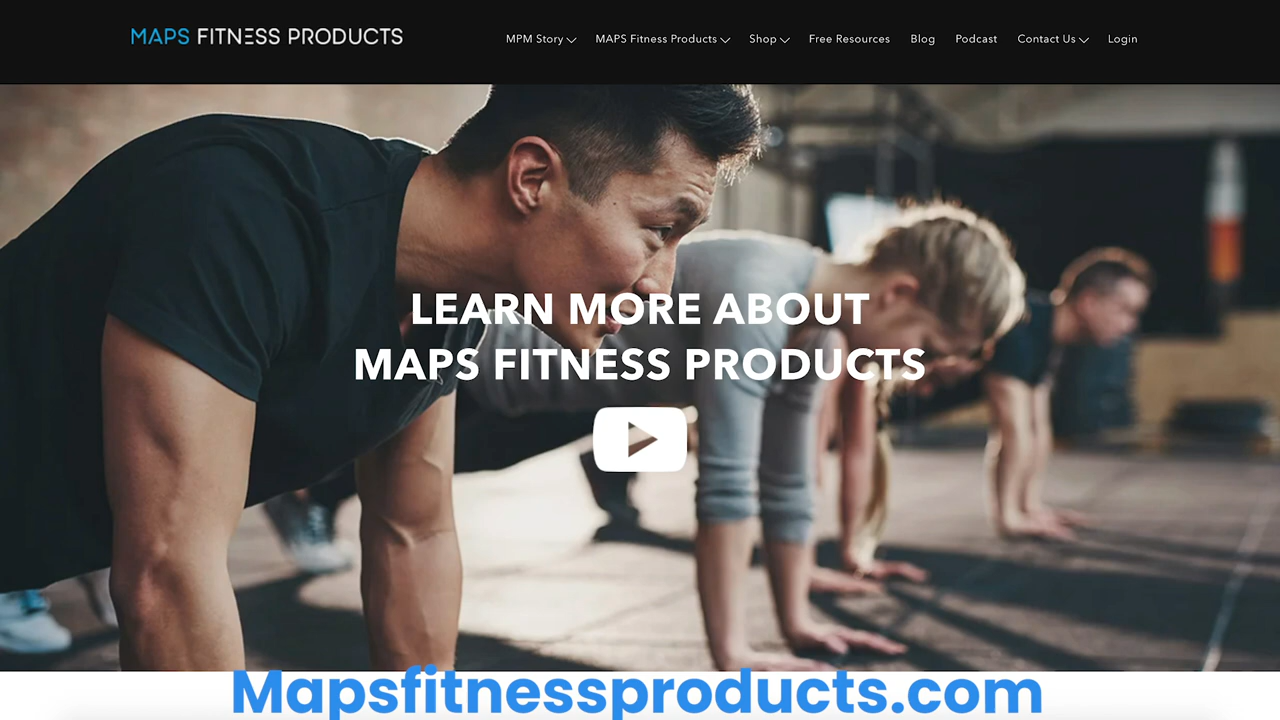 MAPS FITNESS PRODUCTS
MPM Story MAPS Fitness Products Shop Free Resources Blog Podcast Contact Us Login
LEARN MORE ABOUT
MAPS FITNESS PRODUCTS
Mapsfitnessproducts.com